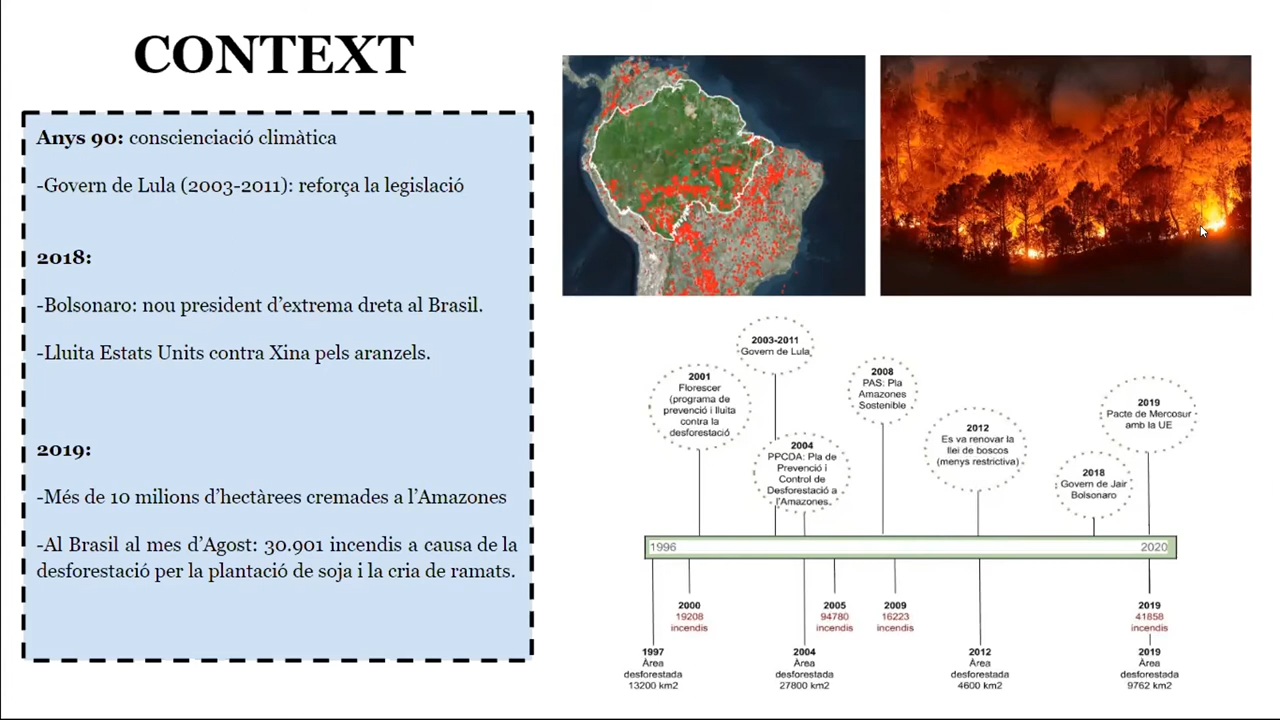 CONTEXT
Anys 90: conscienciació climàtica
-Govern de Lula (2003-2011): reforça la legislació
2018:
-Bolsonaro: nou president d'extrema dreta al Brasil.
-Lluita Estats Units contra Xina pels aranzels.
2019:
-Més de 10 milions d'hectàrees cremades a l'Amazones
-Al Brasil al mes d'Agost: 30.901 incendis a causa de la
desforestació per la plantació de soja i la cria de ramats.
2001
Florescer
(programa de
prevenció i lluita
contra la
desforestació
2003-2011
Govern de Lula
2004
PPCDA: Pla de
Prevenció i
Control de
Desforestació a
l'Amazones.
2008
PAS: Pla
Amazones
Sostenible
2012
Es va renovar la
llei de boscos
(menys restrictiva)
2018
Govern de Jair
Bolsonaro
2019
Pacte de Mercosur
amb la UE
1996
2020
2000
19208
incendis
2005
94780
incendis
2009
16223
incendis
2019
41858
incendis
1997
Àrea
desforestada
13200 km2
2004
Àrea
desforestada
27800 km2
2012
Àrea
desforestada
4600 km2
2019
Àrea
desforestada
9762 km2